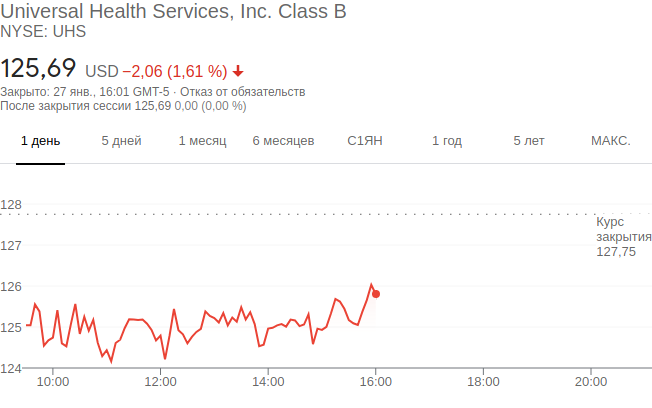 Universal Health Services, Inc. Class B
NYSE: UHS
125,69 USD −2,06 (1,61 %)
Закрыто: 27 янв., 16:01 GMT-5 · Отказ от обязательств
После закрытия сессии 125,69 0,00 (0,00 %)
1 день 5 дней 1 месяц 6 месяцев С1ЯН 1 год 5 лет МАКС.
128
Курс
закрытия
127,75
127
126
125
124
10:00 12:00 14:00 16:00 18:00 20:00